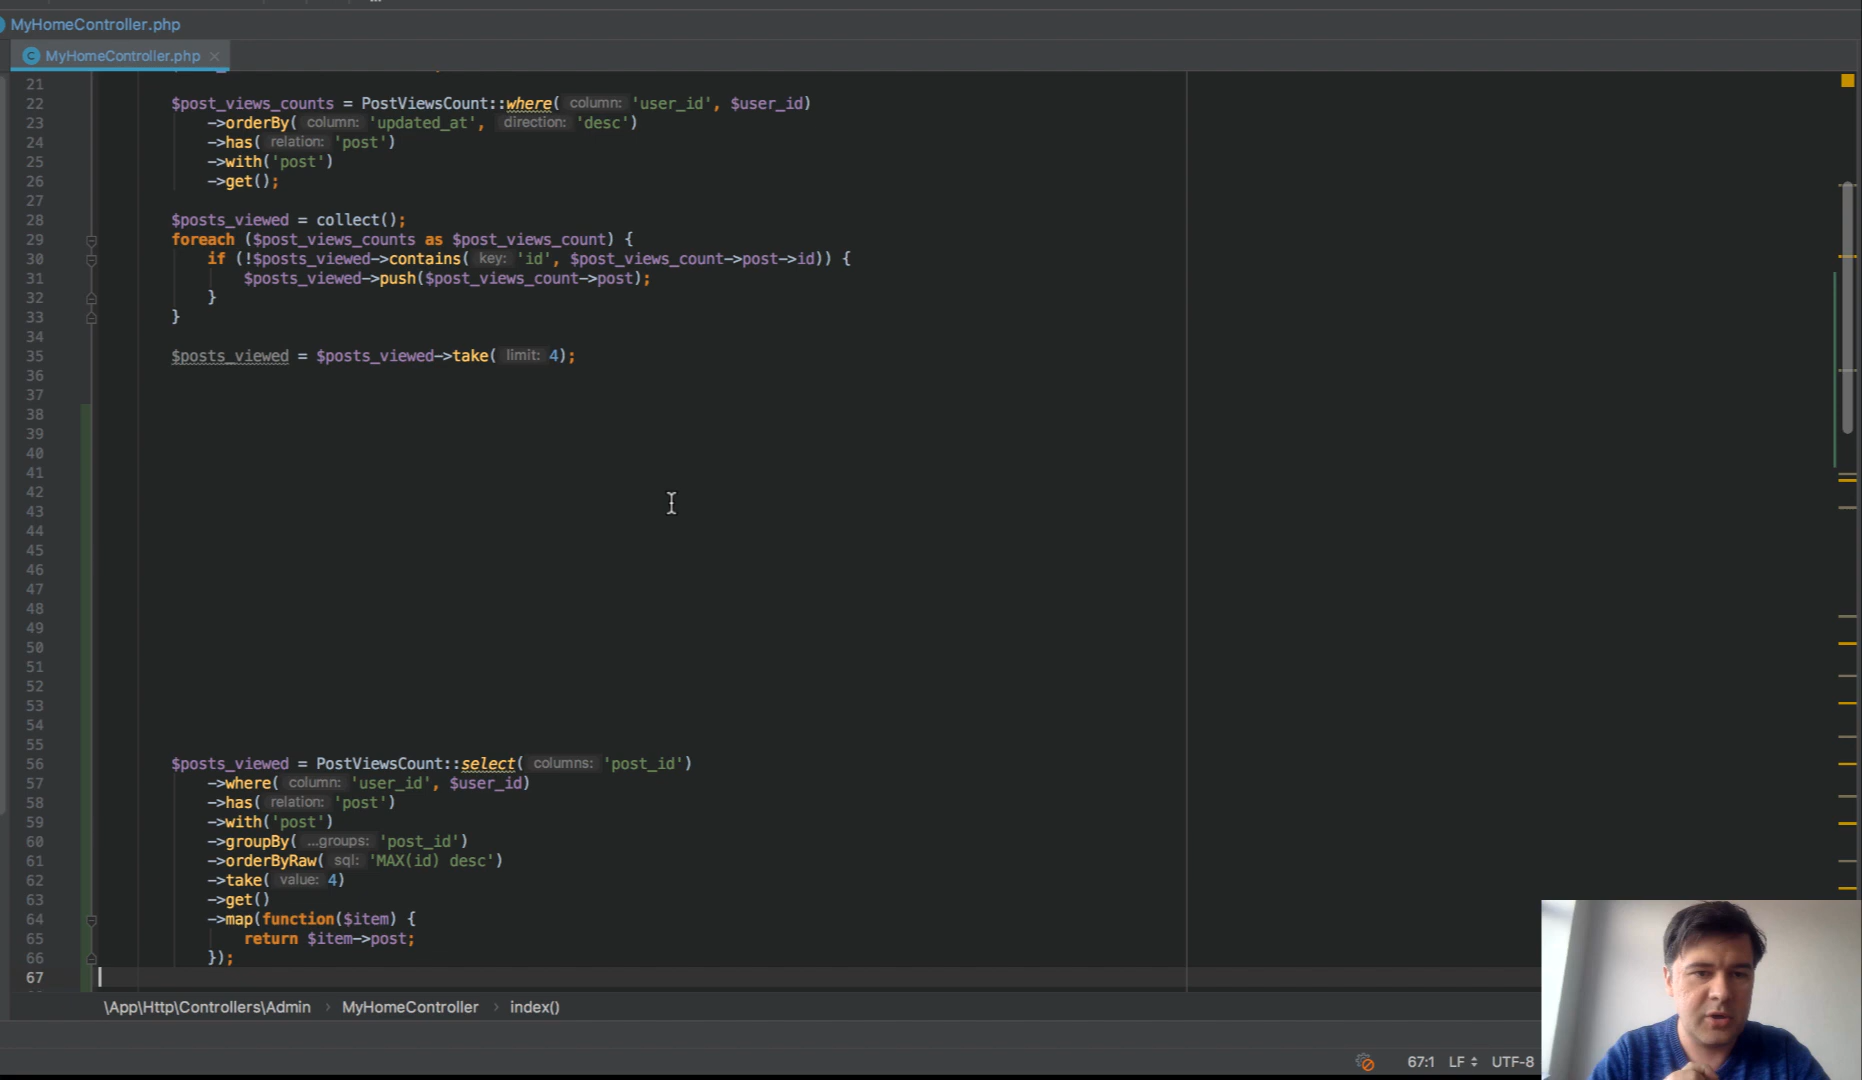 MyHomeController.php
C MyHomeController.php
21
22 $post_views_counts = PostViewsCount::where( column: 'user_id', $user_id)
23 ->orderBy( column: 'updated_at', direction: 'desc')
24 ->has( relation: 'post')
25 ->with('post')
26 ->get();
27
28 $posts_viewed = collect();
29 foreach ($post_views_counts as $post_views_count) {
30 if (!$posts_viewed->contains( key: 'id', $post_views_count->post->id)) {
31 $posts_viewed->push($post_views_count->post);
32 }
33 }
34
35 $posts_viewed = $posts_viewed->take( limit: 4);
36
37
38
39
40
41
42
43
44
45
46
47
48
49
50
51
52
53
54
55
56 $posts_viewed = PostViewsCount::select( columns: 'post_id')
57 ->where( column: 'user_id', $user_id)
58 ->has( relation: 'post')
59 ->with('post')
60 ->groupBy( ...groups: 'post_id')
61 ->orderByRaw( sql: 'MAX(id) desc')
62 ->take( value: 4)
63 ->get()
64 ->map(function($item) {
65 return $item->post;
66 });
67
\App\Http\Controllers\Admin › MyHomeController › index()
67:1 LF UTF-8